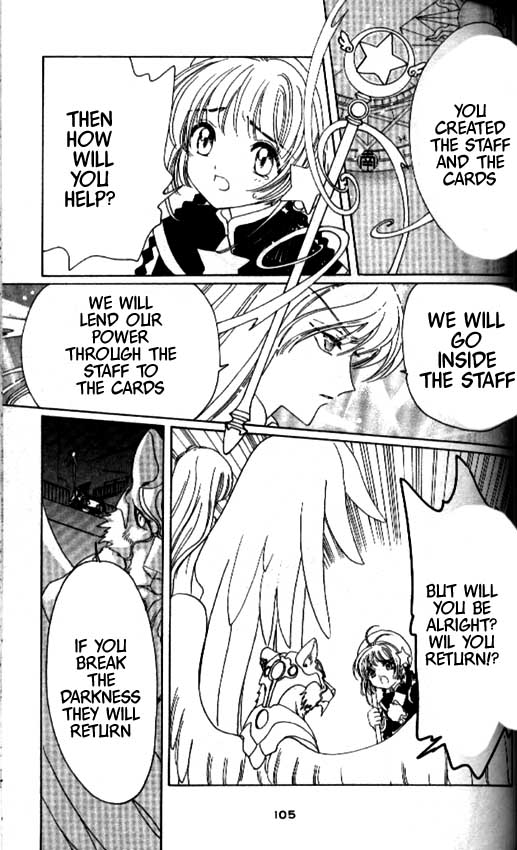 YOU
CREATED
THE STAFF
AND THE
CARDS
THEN
HOW
WILL
YOU
HELP?
WE WILL
GO
INSIDE
THE STAFF
WE WILL
LEND OUR
POWER
THROUGH THE
STAFF TO
THE CARDS
BUT WILL
YOU BE
ALRIGHT?
WIL YOU
RETURN!?
IF YOU
BREAK
THE
DARKNESS
THEY WILL
RETURN
105